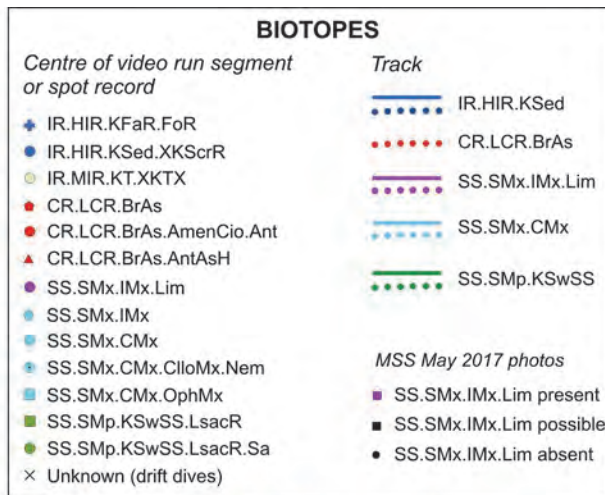 BIOTOPES
Centre of video run segment
or spot record
IR.HIR.KFaR.FoR
IR.HIR.KSed.XKScrR
IR.MIR.KT.XKTX
CR.LCR.BrAs
CR.LCR.BrAs.AmenCio.Ant
CR.LCR.BrAs.AntAsH
SS.SMx.IMx.Lim
SS.SMx.IMx
SS.SMx.CMx
SS.SMx.CMx.ClloMx.Nem
SS.SMx.CMx.OphMx
SS.SMp.KSwSS.LsacR
SS.SMp.KSwSS.LsacR.Sa
Unknown (drift dives)
Track
IR.HIR.KSed
CR.LCR.BrAs
SS.SMx.IMx.Lim
SS.SMx.CMx
SS.SMp.KSwSS
MSS May 2017 photos
SS.SMx.IMx.Lim present
SS.SMx.IMx.Lim possible
SS.SMx.IMx.Lim absent